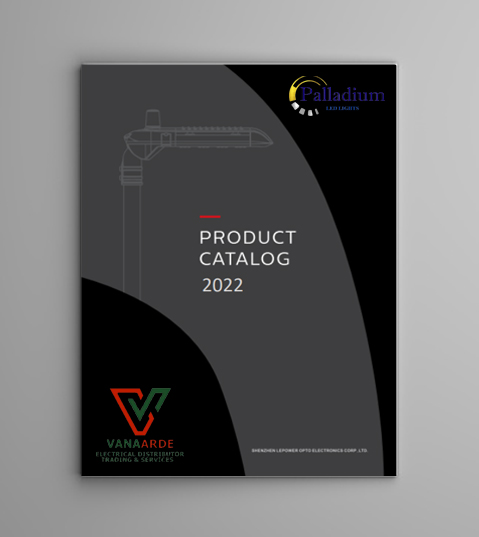 Palladium
LED LIGHTS
PRODUCT
CATALOG
2022
VANAARDE
ELECTRICAL DISTRIBUTOR
TRADING & SERVICES
SHENZHEN LEPOWER OPTO ELECTRONICS CORP .,LTD.